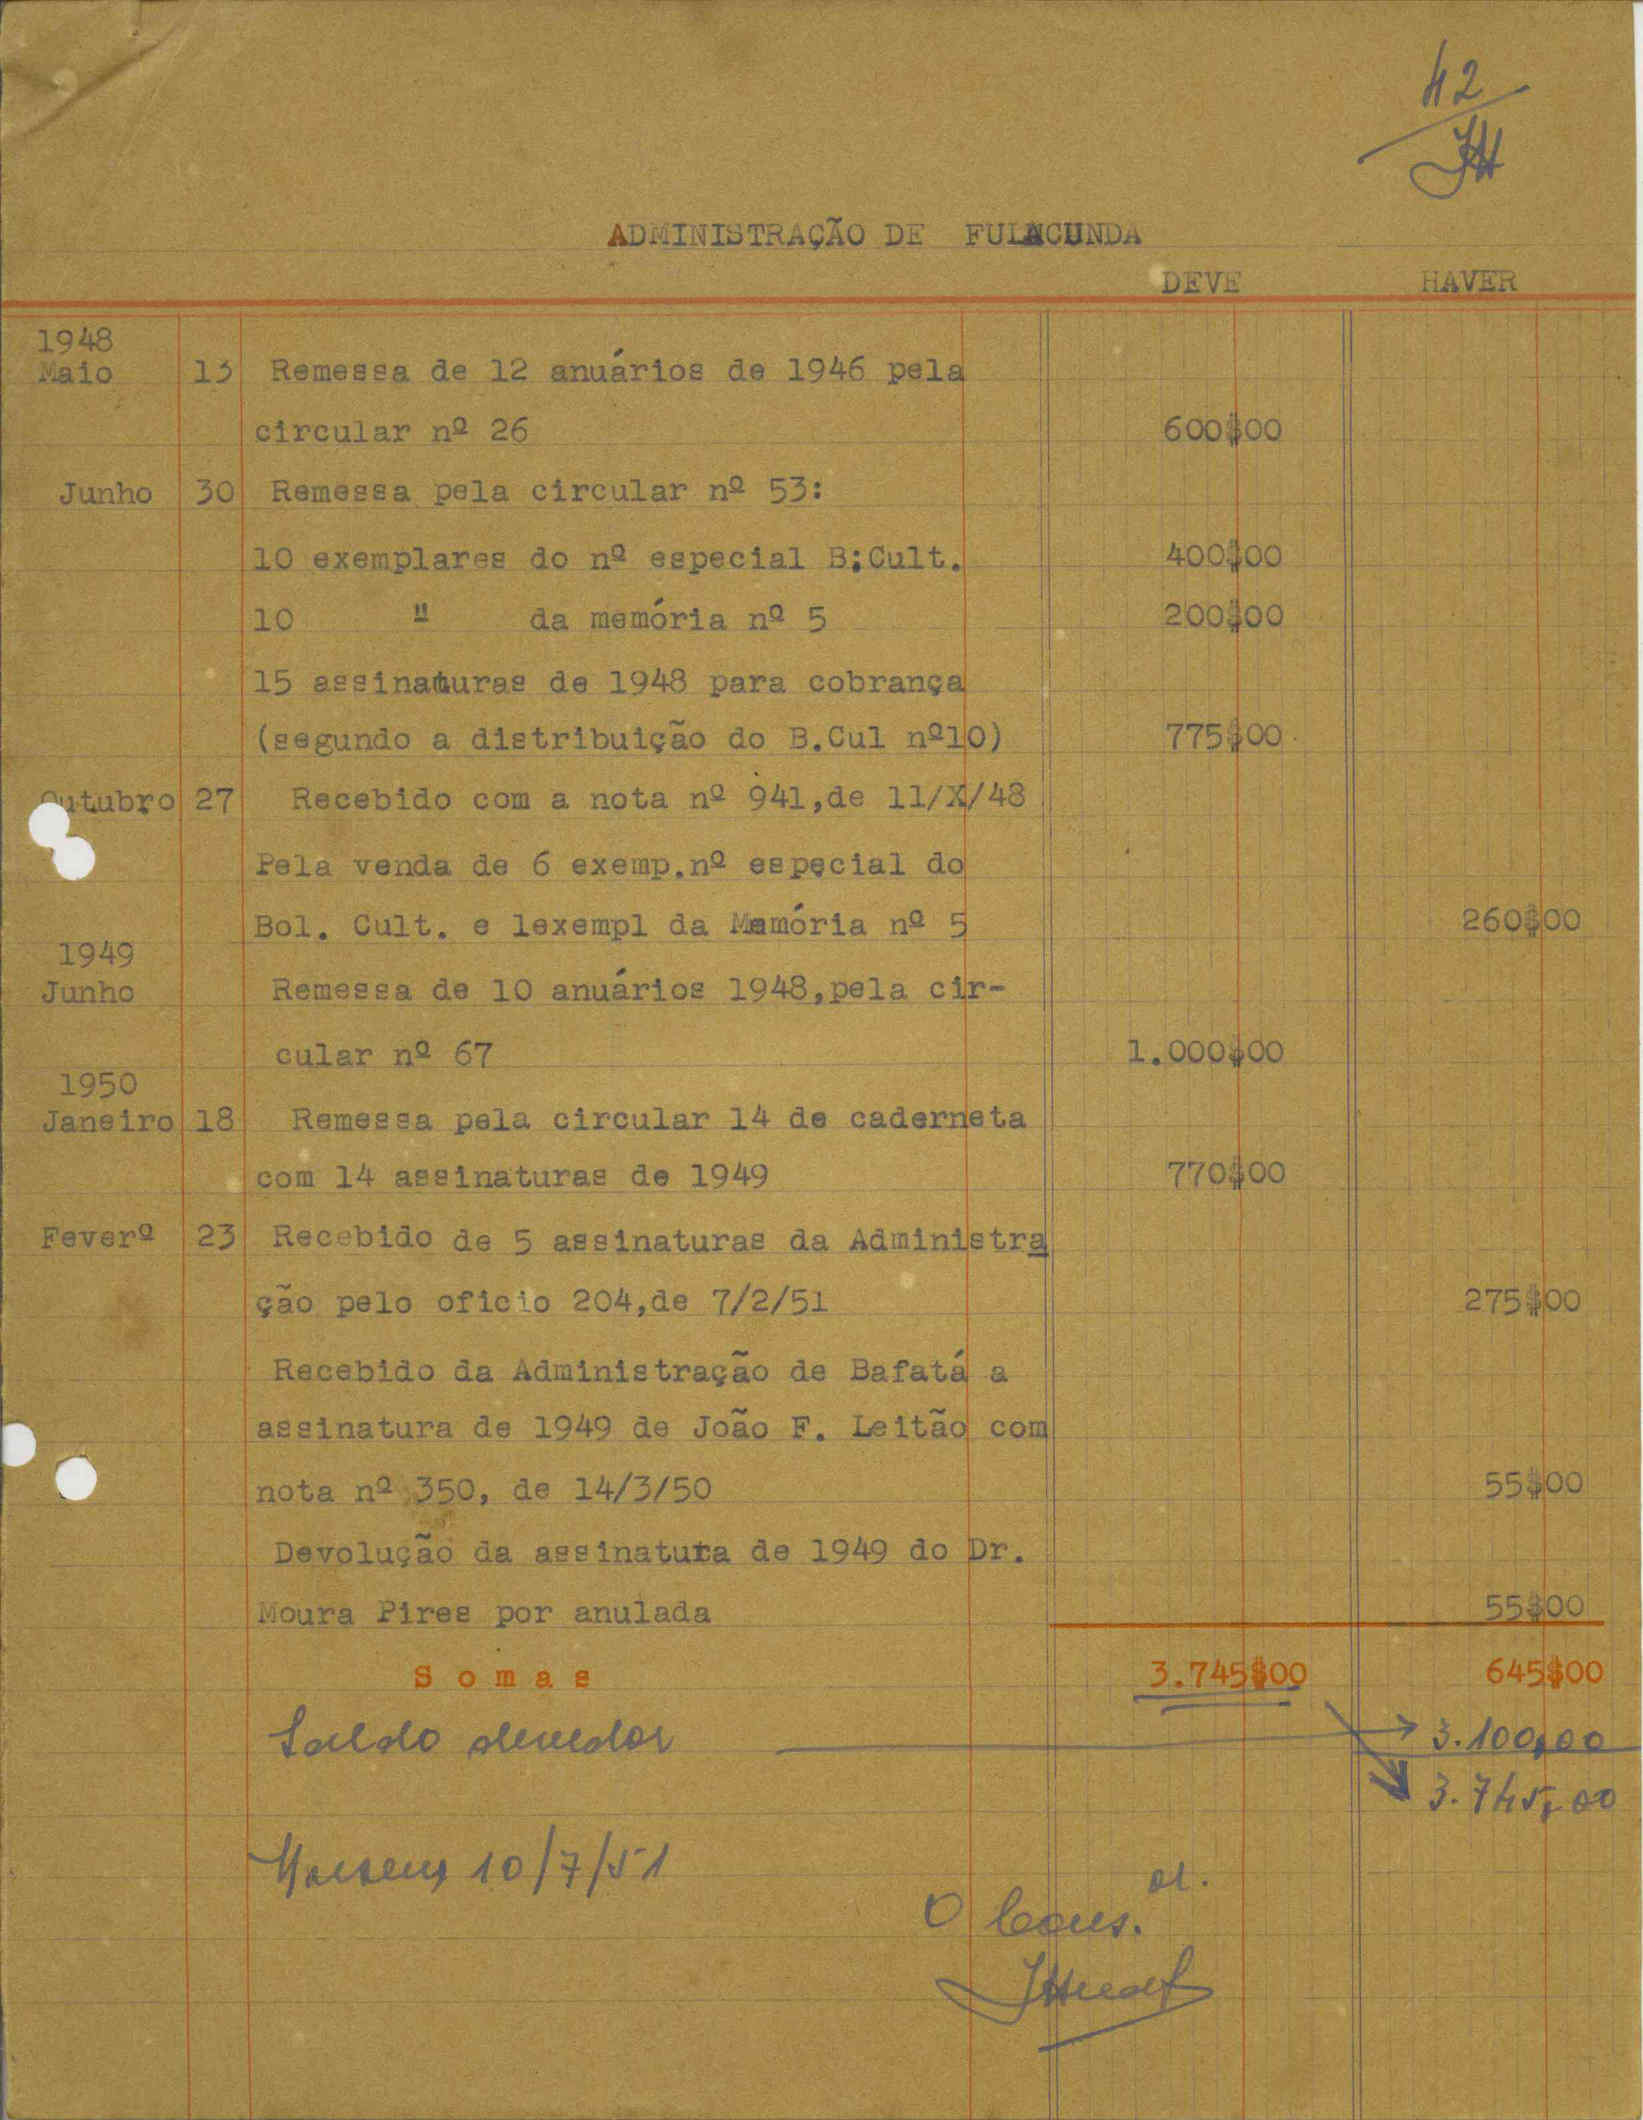 42
ADMINISTRAÇÃO DE FULACUNDA
DEVE HAVER
1948
Maio 13 Remessa de 12 anuários de 1946 pela
circular nº 26 600$00
Junho 30 Remessa pela circular nº 53:
10 exemplares do nº especial B;Cult. 400$00
10 " da memória nº 5 200$00
15 assinaturas de 1948 para cobrança
(segundo a distribuição do B.Cul nº10) 775$00
Outubro 27 Recebido com a nota nº 941,de 11/X/48
Pela venda de 6 exemp.nº especial do
Bol. Cult. e 1exempl da Memória nº 5 260$00
1949
Junho Remessa de 10 anuários 1948,pela cir-
cular nº 67 1.000$00
1950
Janeiro 18 Remessa pela circular 14 de caderneta
com 14 assinaturas de 1949 770$00
Feverº 23 Recebido de 5 assinaturas da Administra
ção pelo oficio 204,de 7/2/51 275$00
Recebido da Administração de Bafatá a
assinatura de 1949 de João F. Leitão com
nota nº 350, de 14/3/50 55$00
Devolução da assinatura de 1949 do Dr.
Moura Pires por anulada 55$00
Somas 3.745$00 645$00
Saldo devedor 3.100,00
3.745,00
10/7/51
O